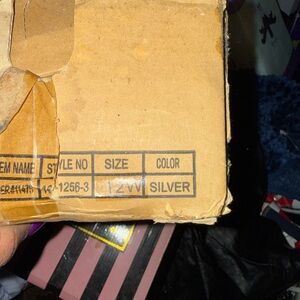 EM NAME STYLE NO SIZE COLOR
1256-3 12W SILVER